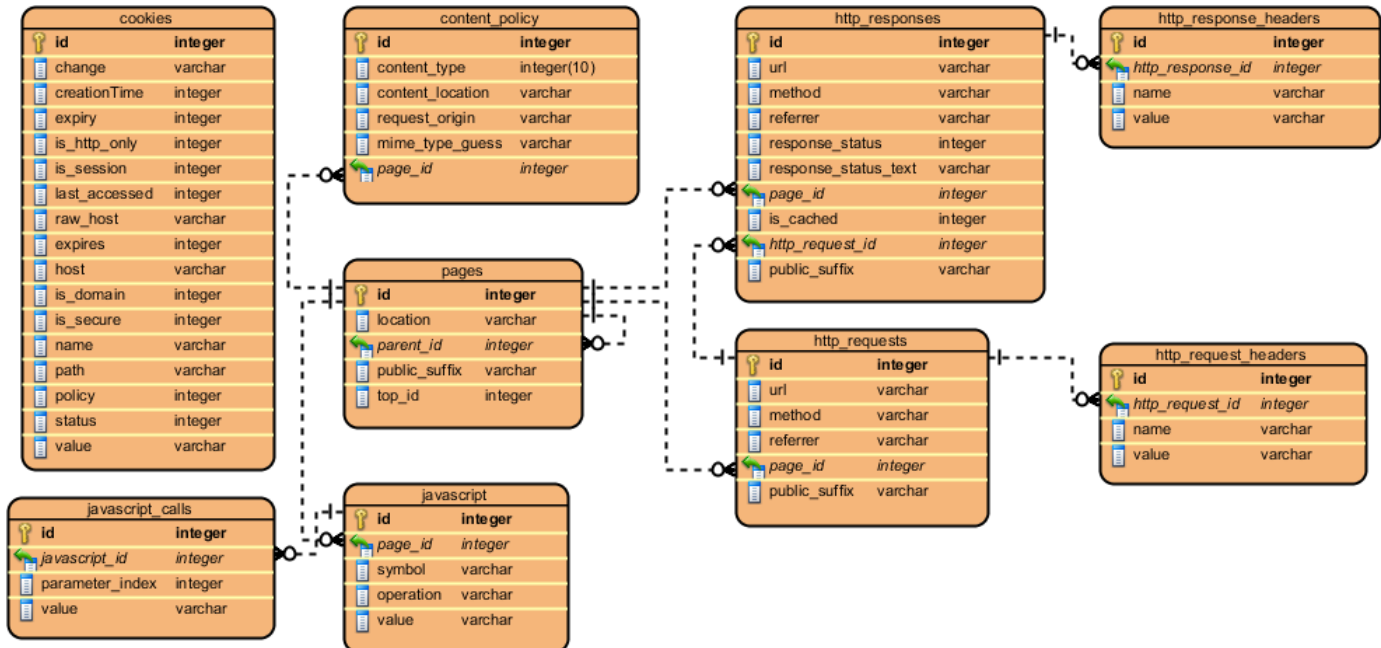 cookies
id integer
change varchar
creationTime integer
expiry integer
is_http_only integer
is_session integer
last_accessed integer
raw_host varchar
expires integer
host varchar
is_domain integer
is_secure integer
name varchar
path varchar
policy integer
status integer
value varchar
content_policy
id integer
content_type integer(10)
content_location varchar
request_origin varchar
mime_type_guess varchar
page_id integer
http_responses
id integer
url varchar
method varchar
referrer varchar
response_status integer
response_status_text varchar
page_id integer
is_cached integer
http_request_id integer
public_suffix varchar
http_response_headers
id integer
http_response_id integer
name varchar
value varchar
pages
id integer
location varchar
parent_id integer
public_suffix varchar
top_id integer
http_requests
id integer
url varchar
method varchar
referrer varchar
page_id integer
public_suffix varchar
http_request_headers
id integer
http_request_id integer
name varchar
value varchar
javascript_calls
id integer
javascript_id integer
parameter_index integer
value varchar
javascript
id integer
page_id integer
symbol varchar
operation varchar
value varchar